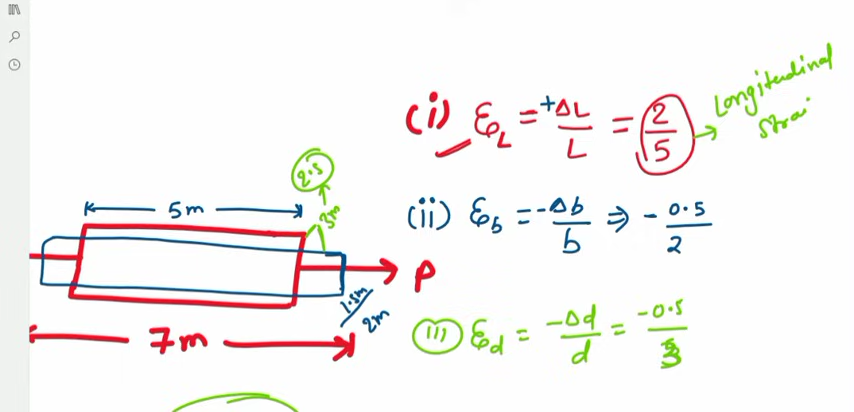 (i) ε_L = +ΔL/L = 2/5 → Longitudinal
strai
2.5
3m
5m
(ii) ε_b = -Δb/b ⇒ - 0.5/2
P
1.5m
2m
7m
(iii) ε_d = -Δd/d = -0.5/3